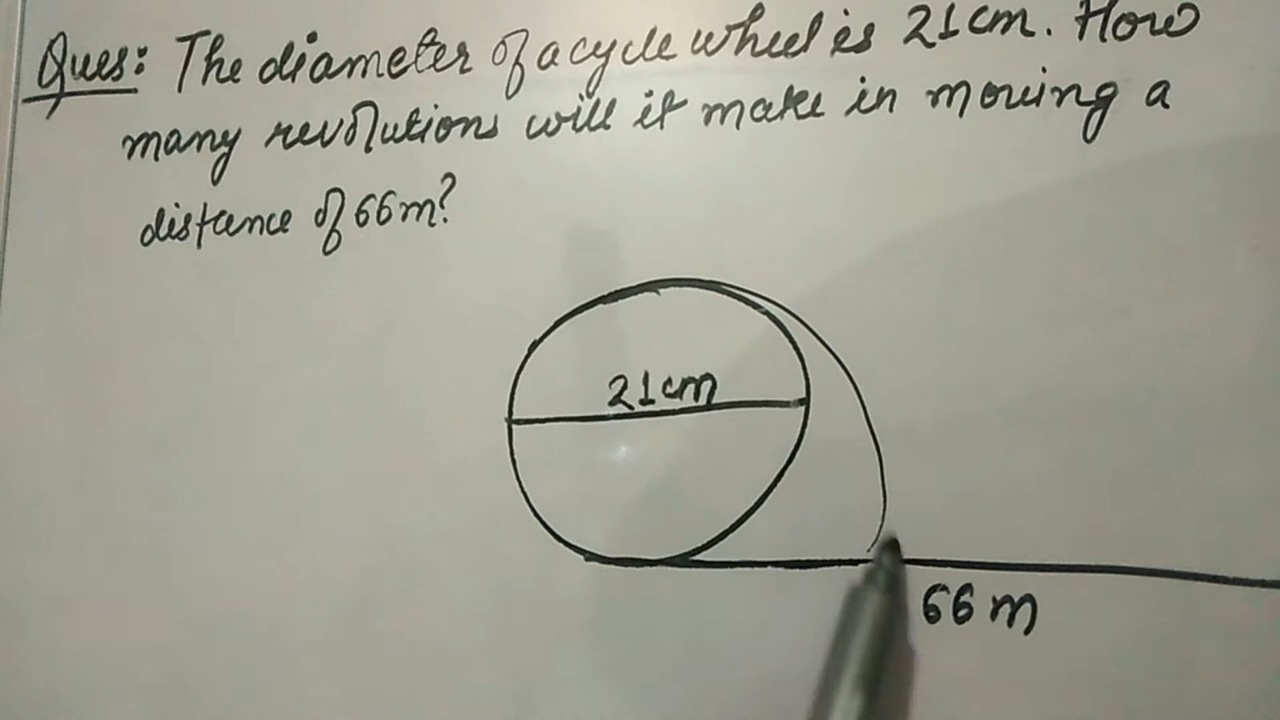 Ques: The diameter of a cycle wheel is 21cm. How
many revolutions will it make in moving a
distance of 66m?
21cm
66 m